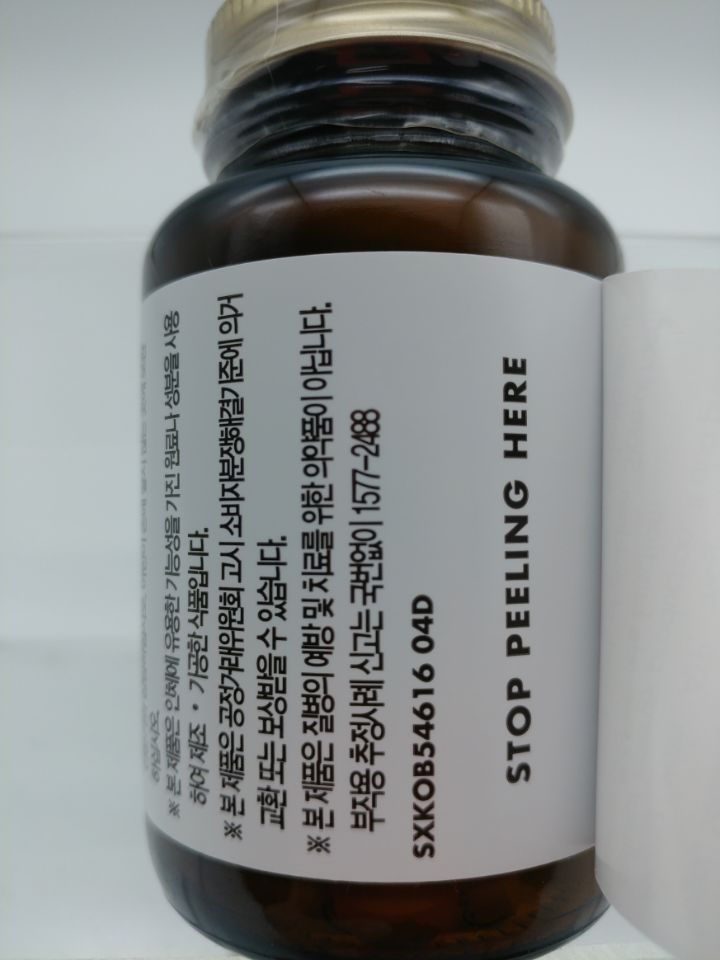 하십시오.
※ 본 제품은 인체에 유용한 기능성을 가진 원료나 성분을 사용
하여 제조 • 가공한 식품입니다.
※ 본 제품은 공정거래위원회 고시 소비자분쟁해결기준에 의거
교환 또는 보상받을 수 있습니다.
※ 본 제품은 질병의 예방 및 치료를 위한 의약품이 아닙니다.
부작용 추정사례 신고는 국번없이 1577-2488
SXKOB54616 04D
STOP PEELING HERE